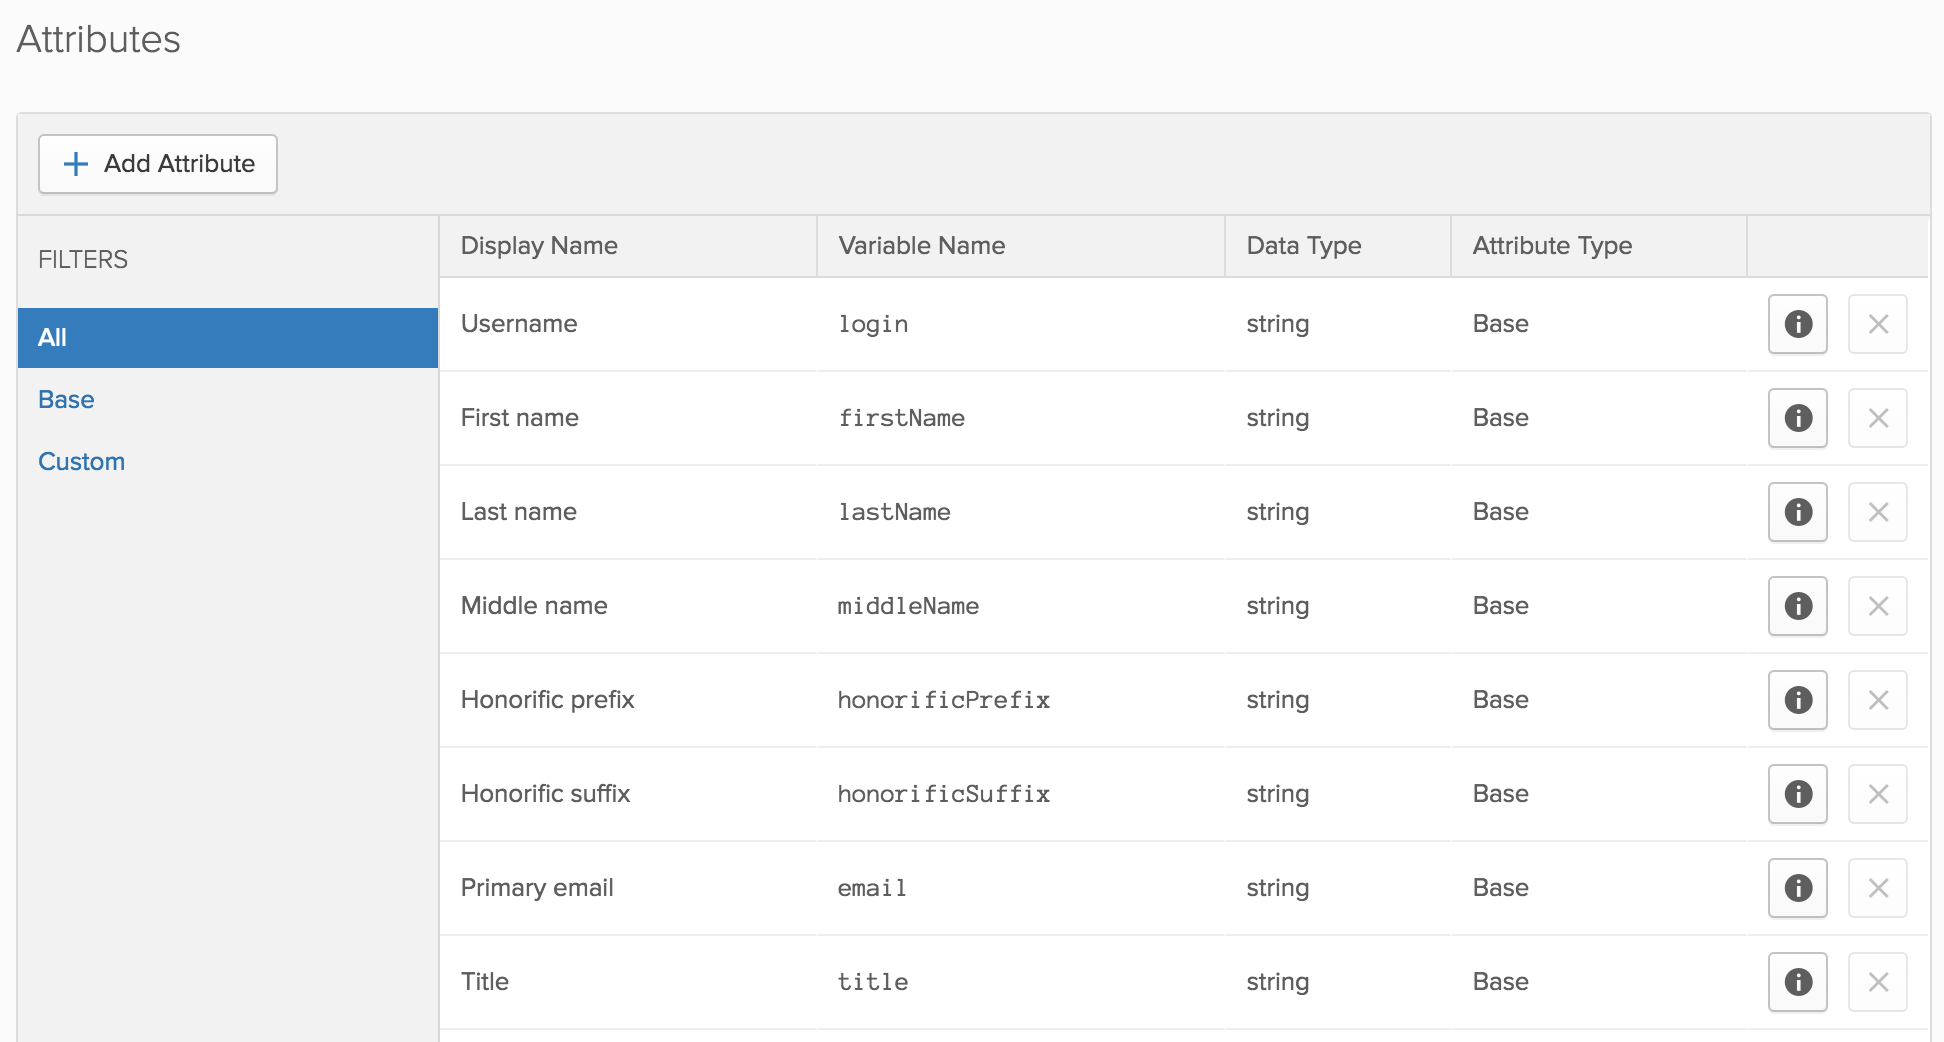 Attributes
Add Attribute
FILTERS
All
Base
Custom
Display Name Variable Name Data Type Attribute Type
Username login string Base
First name firstName string Base
Last name lastName string Base
Middle name middleName string Base
Honorific prefix honorificPrefix string Base
Honorific suffix honorificSuffix string Base
Primary email email string Base
Title title string Base